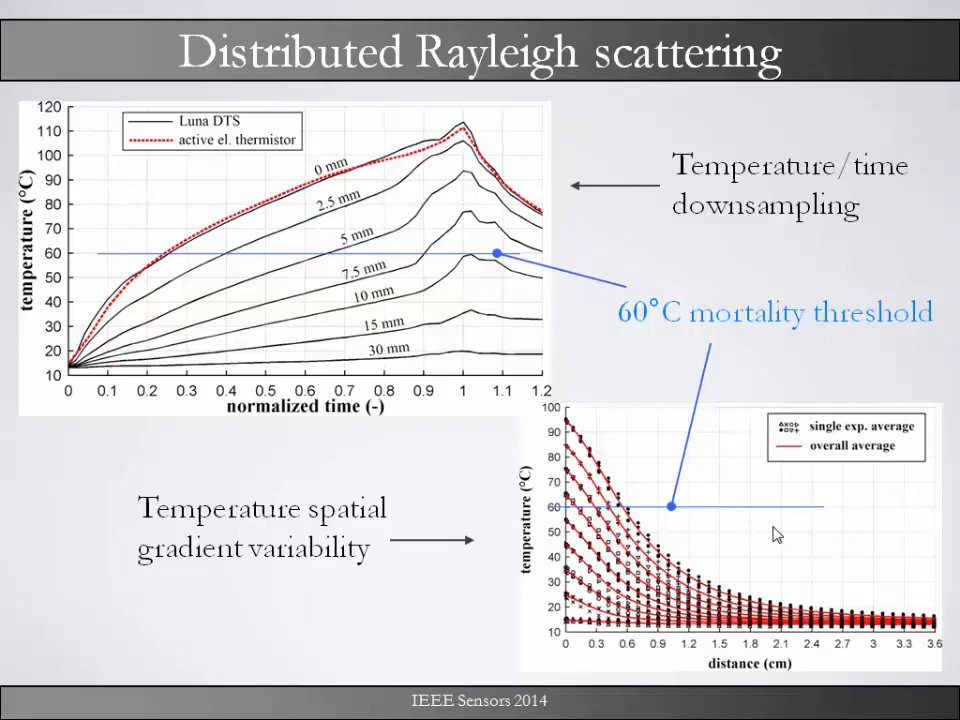 Distributed Rayleigh scattering
120
110
100
90
80
70
60
50
40
30
20
10
temperature (°C)
Luna DTS
active el. thermistor
0 mm
2.5 mm
5 mm
7.5 mm
10 mm
15 mm
30 mm
0 0.1 0.2 0.3 0.4 0.5 0.6 0.7 0.8 0.9 1 1.1 1.2
normalized time (-)
Temperature/time
downsampling
60°C mortality threshold
Temperature spatial
gradient variability
100
90
80
70
60
50
40
30
20
10
temperature (°C)
single exp. average
overall average
0 0.3 0.6 0.9 1.2 1.5 1.8 2.1 2.4 2.7 3 3.3 3.6
distance (cm)
IEEE Sensors 2014